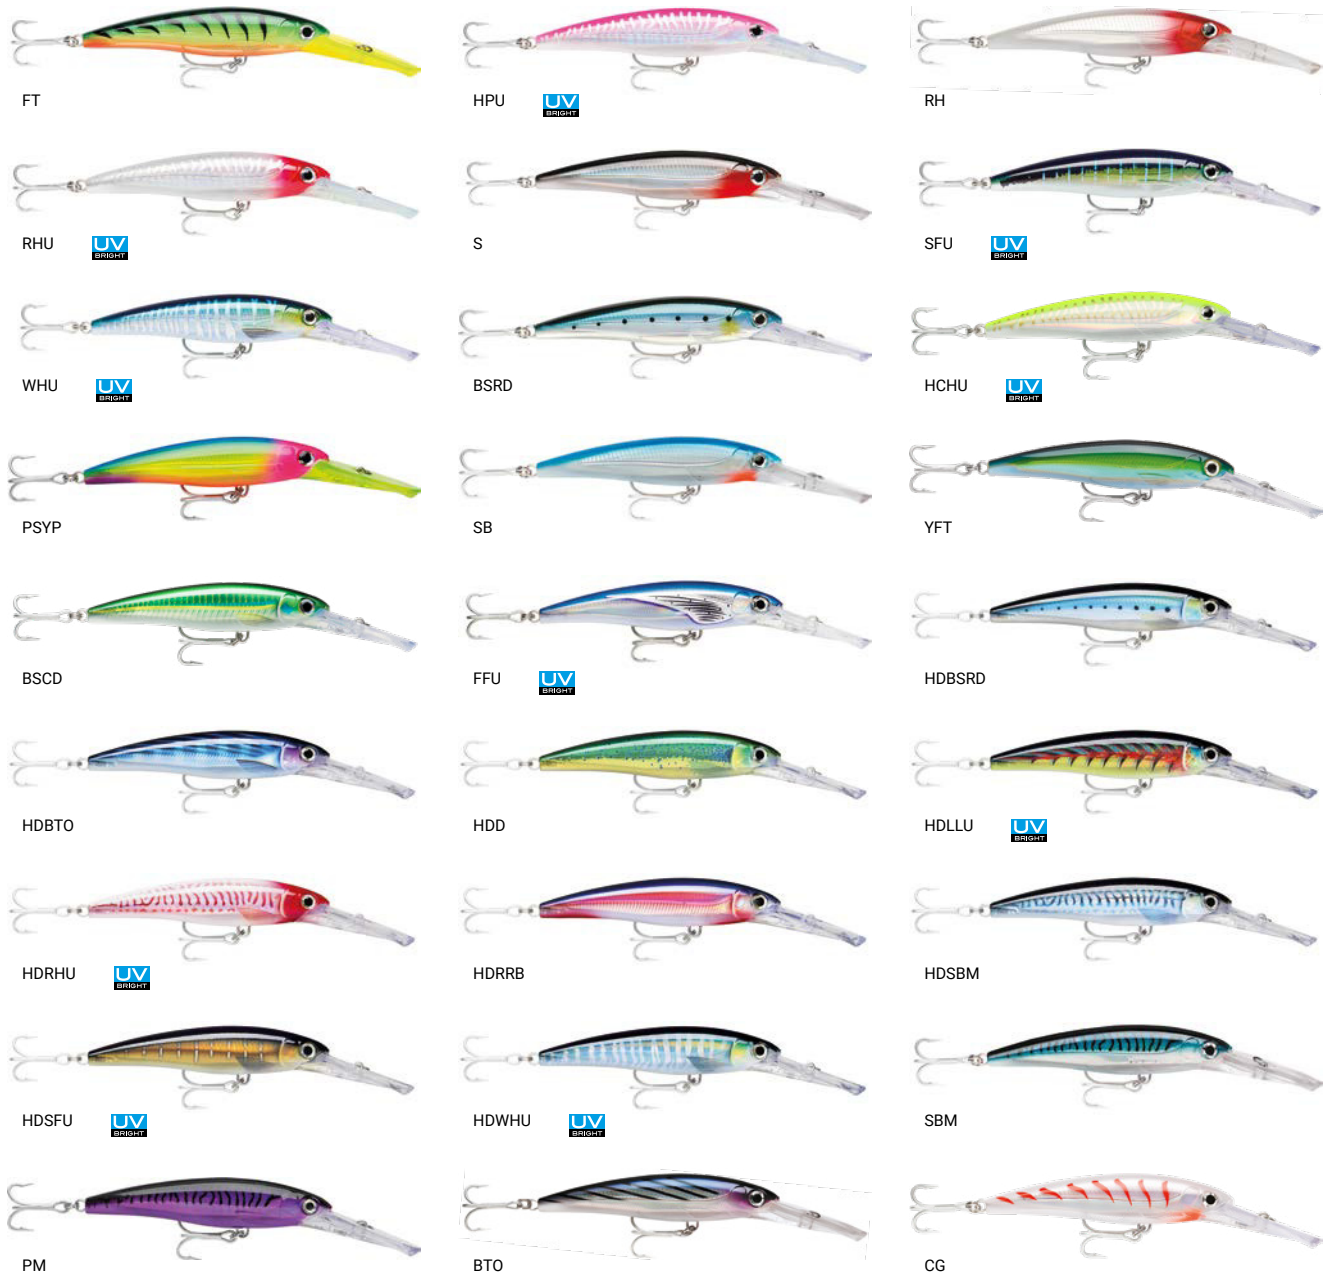 FT
HPU UV BRIGHT
RH
RHU UV BRIGHT
S
SFU UV BRIGHT
WHU UV BRIGHT
BSRD
HCHU UV BRIGHT
PSYP
SB
YFT
BSCD
FFU UV BRIGHT
HDBSRD
HDBTO
HDD
HDLLU UV BRIGHT
HDRHU UV BRIGHT
HDRRB
HDSBM
HDSFU UV BRIGHT
HDWHU UV BRIGHT
SBM
PM
BTO
CG